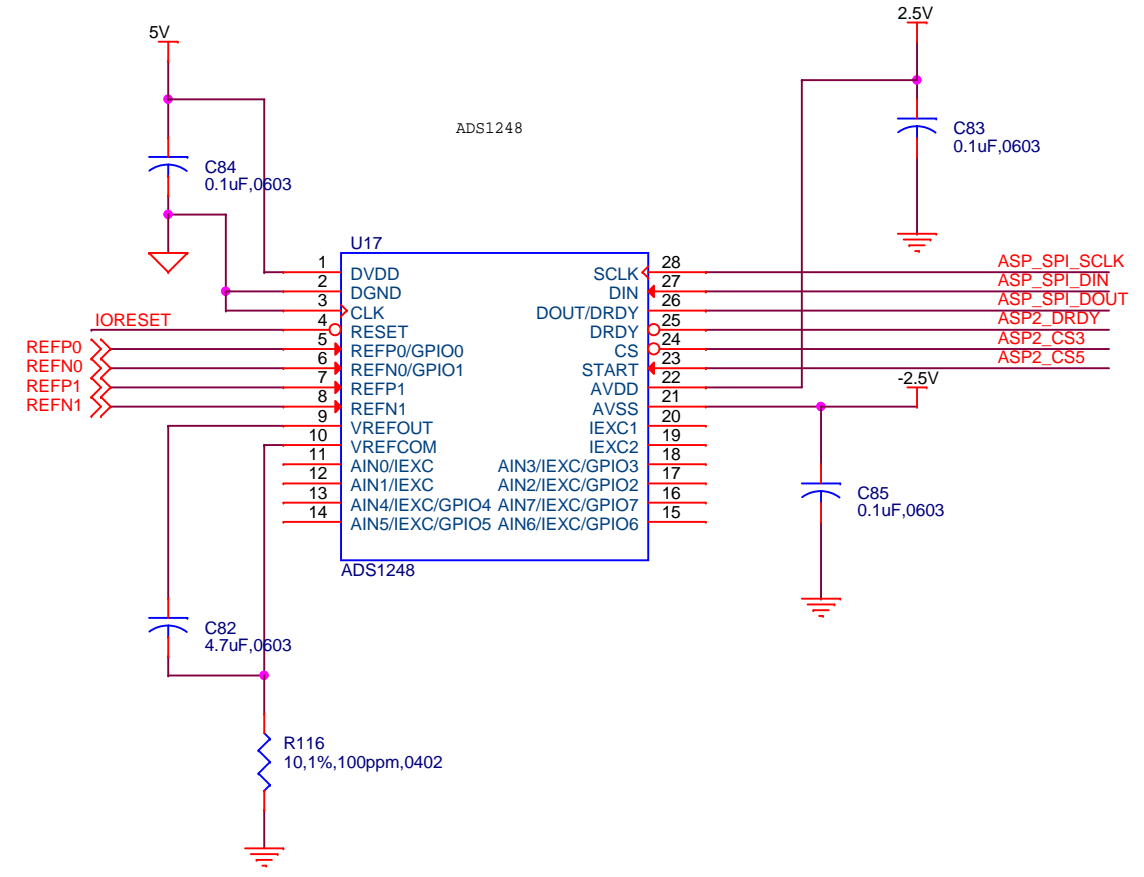 5V
2.5V
ADS1248
C83
0.1uF,0603
C84
0.1uF,0603
U17
1
DVDD
2
DGND
3
CLK
4
RESET
5
REFP0/GPIO0
6
REFN0/GPIO1
7
REFP1
8
REFN1
9
VREFOUT
10
VREFCOM
11
AIN0/IEXC
12
AIN1/IEXC
13
AIN4/IEXC/GPIO4
14
AIN5/IEXC/GPIO5
IORESET
REFP0
REFN0
REFP1
REFN1
SCLK
28
ASP_SPI_SCLK
DIN
27
ASP_SPI_DIN
DOUT/DRDY
26
ASP_SPI_DOUT
DRDY
25
ASP2_DRDY
CS
24
ASP2_CS3
START
23
ASP2_CS5
AVDD
22
AVSS
21
-2.5V
IEXC1
20
IEXC2
19
AIN3/IEXC/GPIO3
18
AIN2/IEXC/GPIO2
17
AIN7/IEXC/GPIO7
16
AIN6/IEXC/GPIO6
15
ADS1248
C85
0.1uF,0603
C82
4.7uF,0603
R116
10,1%,100ppm,0402